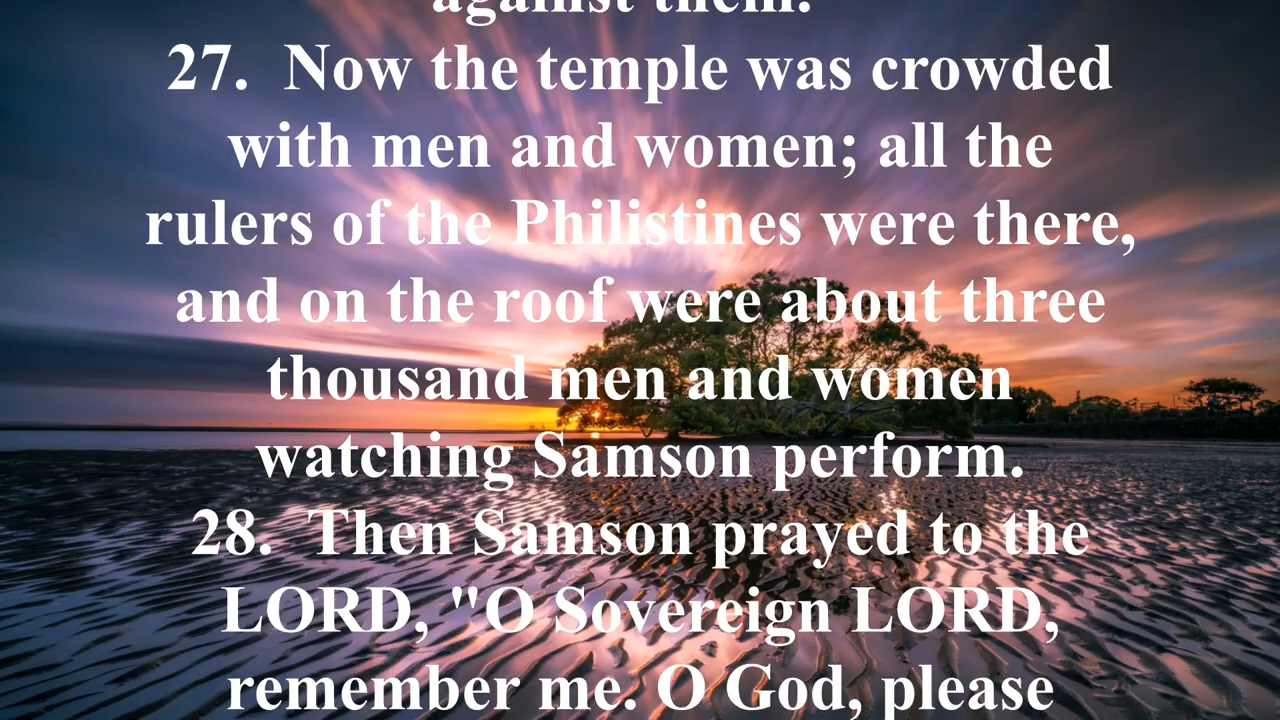 against them."
27. Now the temple was crowded
with men and women; all the
rulers of the Philistines were there,
and on the roof were about three
thousand men and women
watching Samson perform.
28. Then Samson prayed to the
LORD, "O Sovereign LORD,
remember me. O God, please